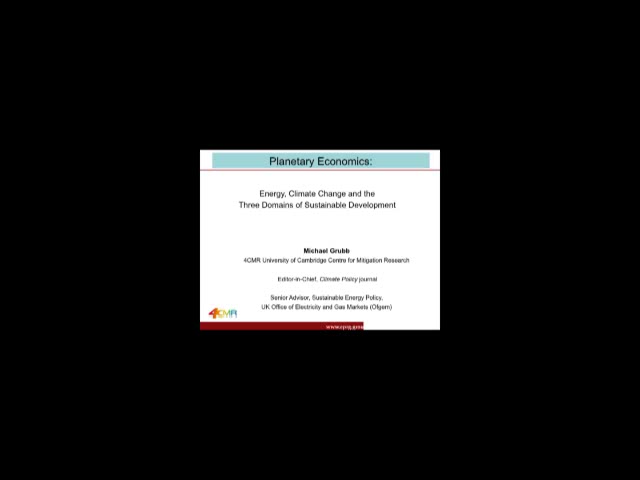 Planetary Economics:
Energy, Climate Change and the
Three Domains of Sustainable Development
Michael Grubb
4CMR University of Cambridge Centre for Mitigation Research
Editor-in-Chief, Climate Policy journal
Senior Advisor, Sustainable Energy Policy,
UK Office of Electricity and Gas Markets (Ofgem)
4CMR